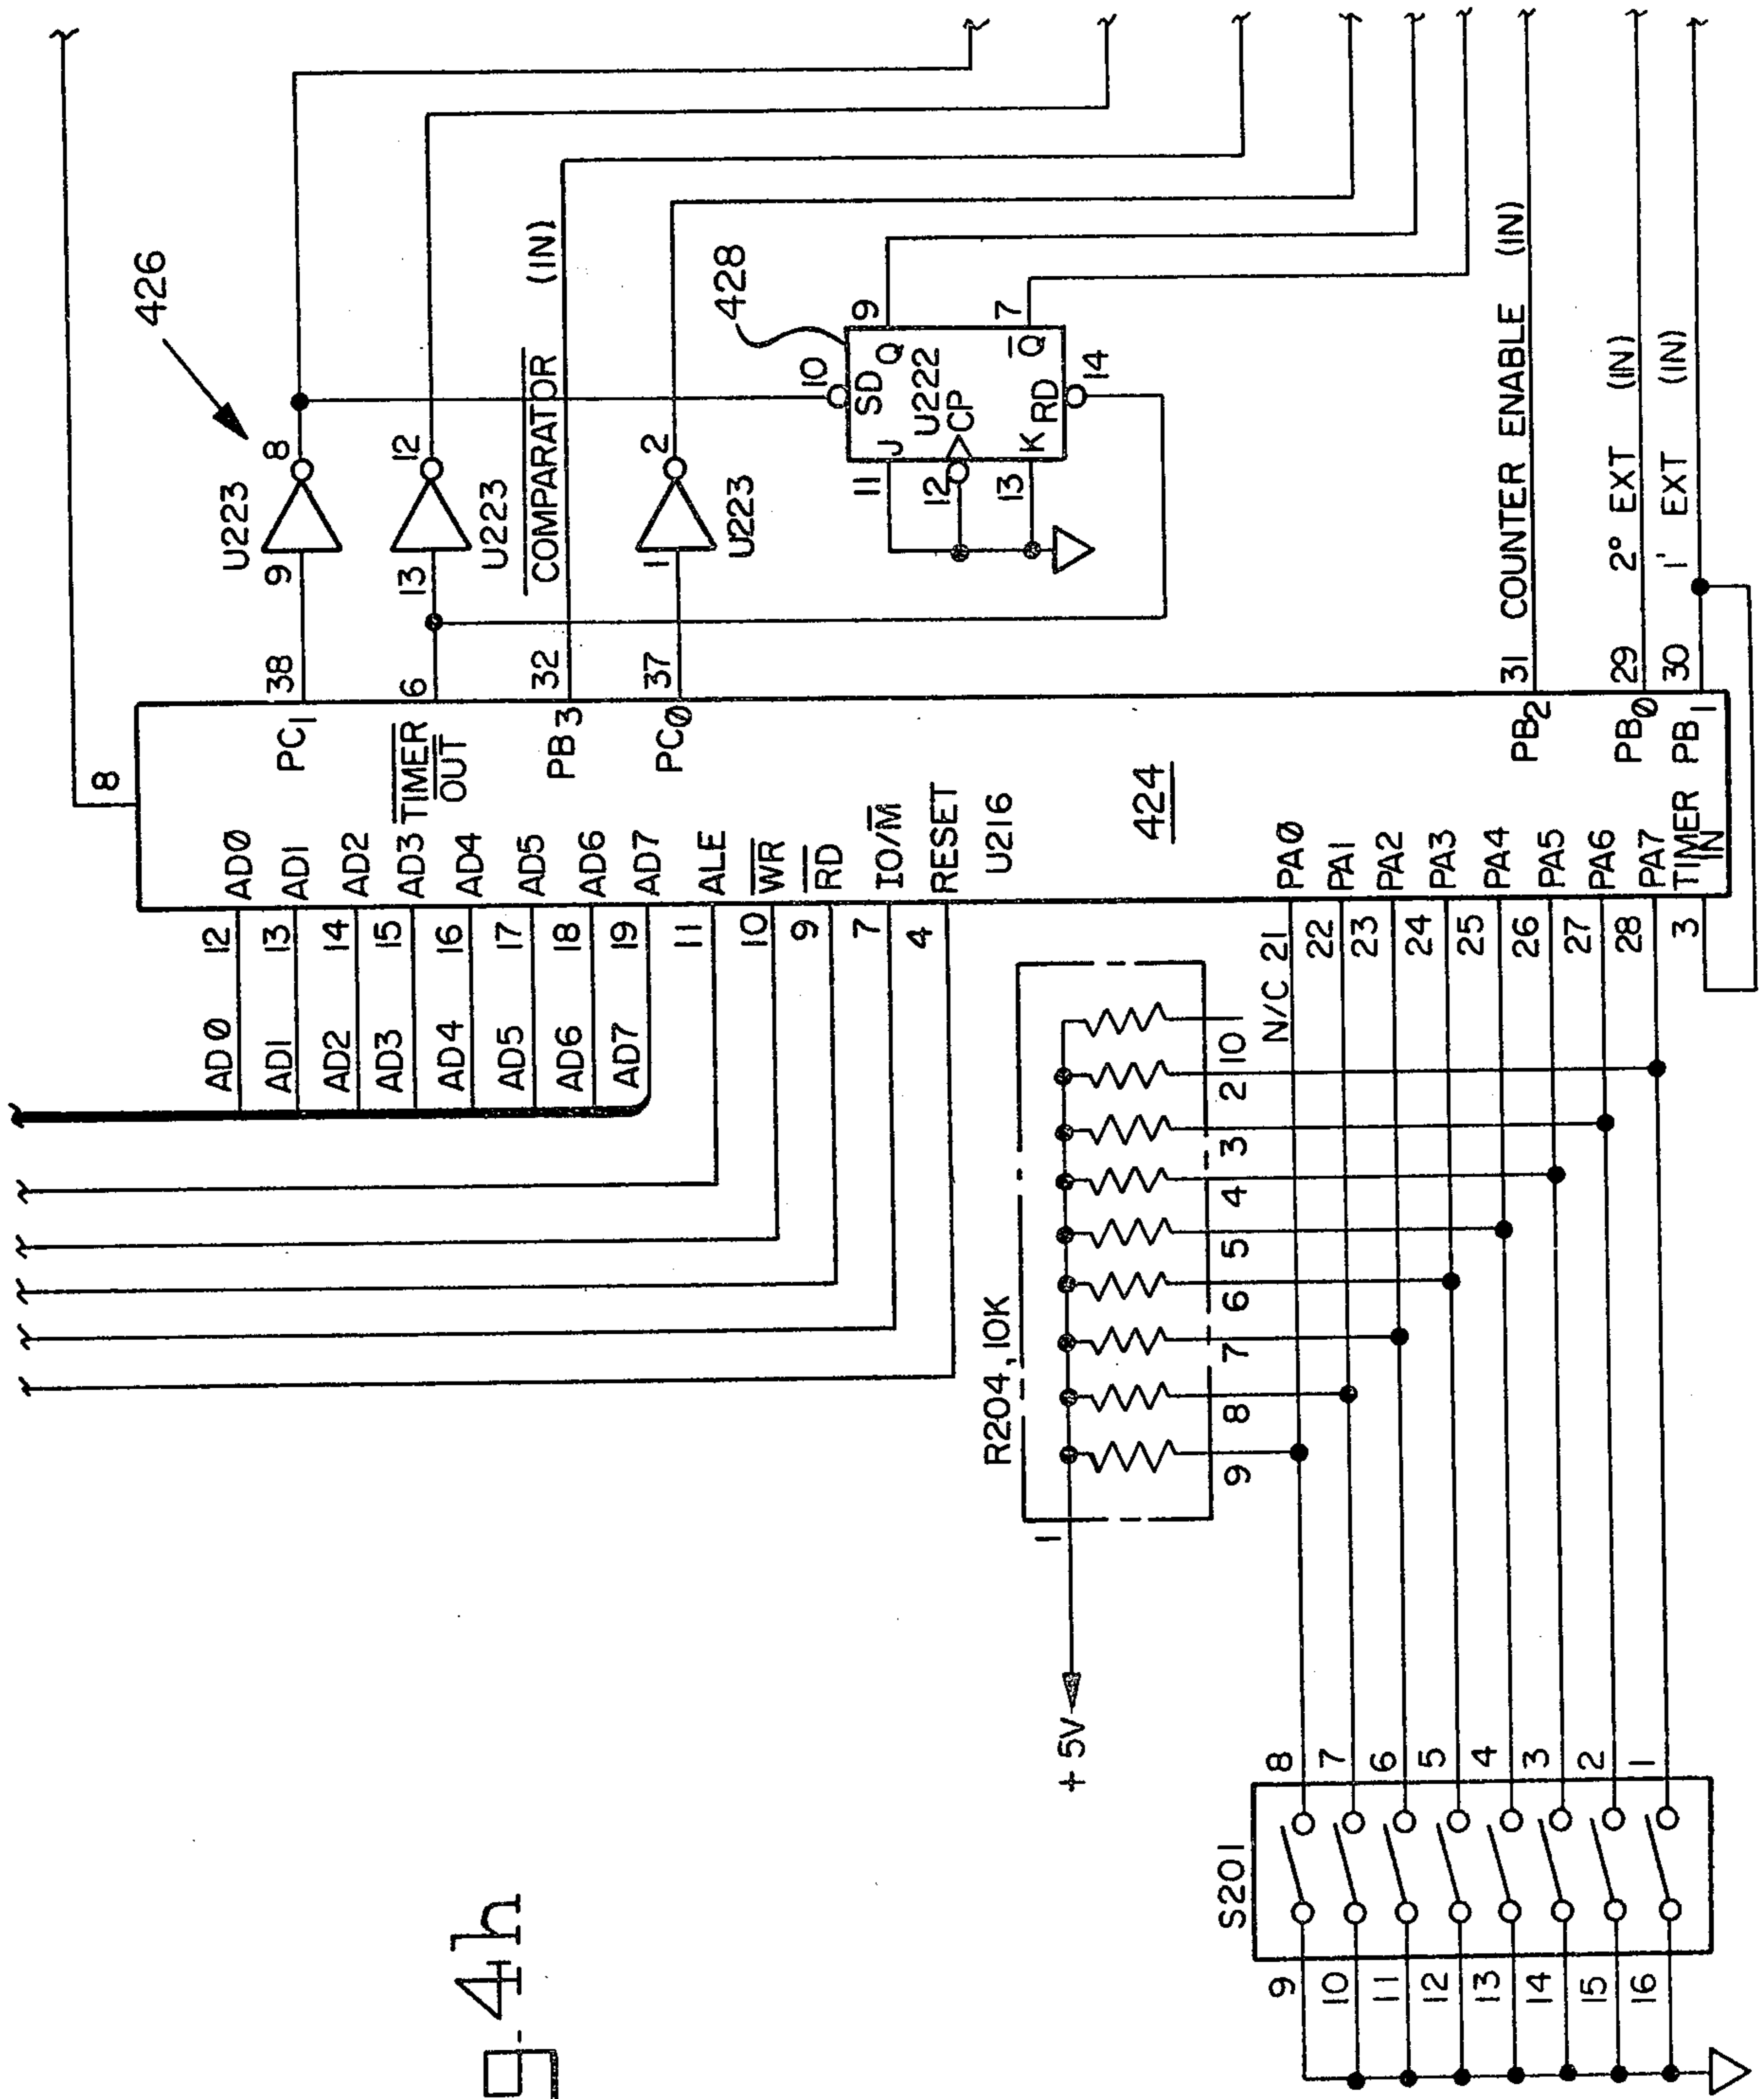 426
8
U223
9
38
PC1
8
12
U223
13
6
TIMER
OUT
COMPARATOR (IN)
32
PB3
2
U223
1
37
PC0
428
10
SD
9
Q
U222
J
11
12
CP
13
K
7
Q
RD
14
AD0 12 AD0
AD1 13 AD1
AD2 14 AD2
AD3 15 AD3
AD4 16 AD4
AD5 17 AD5
AD6 18 AD6
AD7 19 AD7
11 ALE
10 WR
9 RD
7 IO/M
4 RESET
U216
424
31 COUNTER ENABLE (IN)
PB2
29 2° EXT (IN)
PB0
30 1' EXT (IN)
PB1
R204, 10K
1
+ 5V
9 8 7 6 5 4 3 2 10
N/C
21 PA0
22 PA1
23 PA2
24 PA3
25 PA4
26 PA5
27 PA6
28 PA7
3 TIMER
IN
S201
9 8
10 7
11 6
12 5
13 4
14 3
15 2
16 1
g. 4h